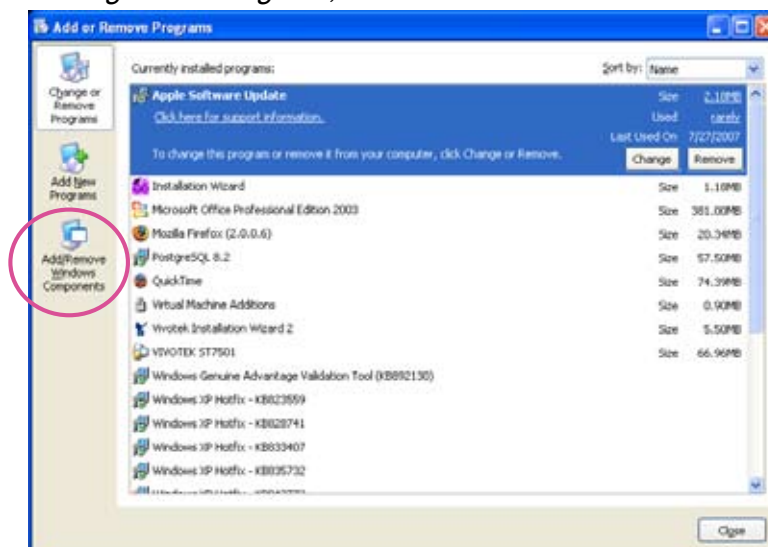 Add or Remove Programs
Change or Remove Programs
Add New Programs
Add/Remove Windows Components
Currently installed programs:
Sort by: Name
Apple Software Update
Size 2.10MB
Click here for support information.
Used rarely
Last Used On 7/27/2007
To change this program or remove it from your computer, click Change or Remove.
Change Remove
Installation Wizard Size 1.10MB
Microsoft Office Professional Edition 2003 Size 381.00MB
Mozilla Firefox (2.0.0.6) Size 20.34MB
PostgreSQL 8.2 Size 57.50MB
QuickTime Size 74.39MB
Virtual Machine Additions Size 0.90MB
Vivotek Installation Wizard 2 Size 5.50MB
VIVOTEK ST7501 Size 66.96MB
Windows Genuine Advantage Validation Tool (KB892130)
Windows XP Hotfix - KB823559
Windows XP Hotfix - KB828741
Windows XP Hotfix - KB833407
Windows XP Hotfix - KB835732
Close